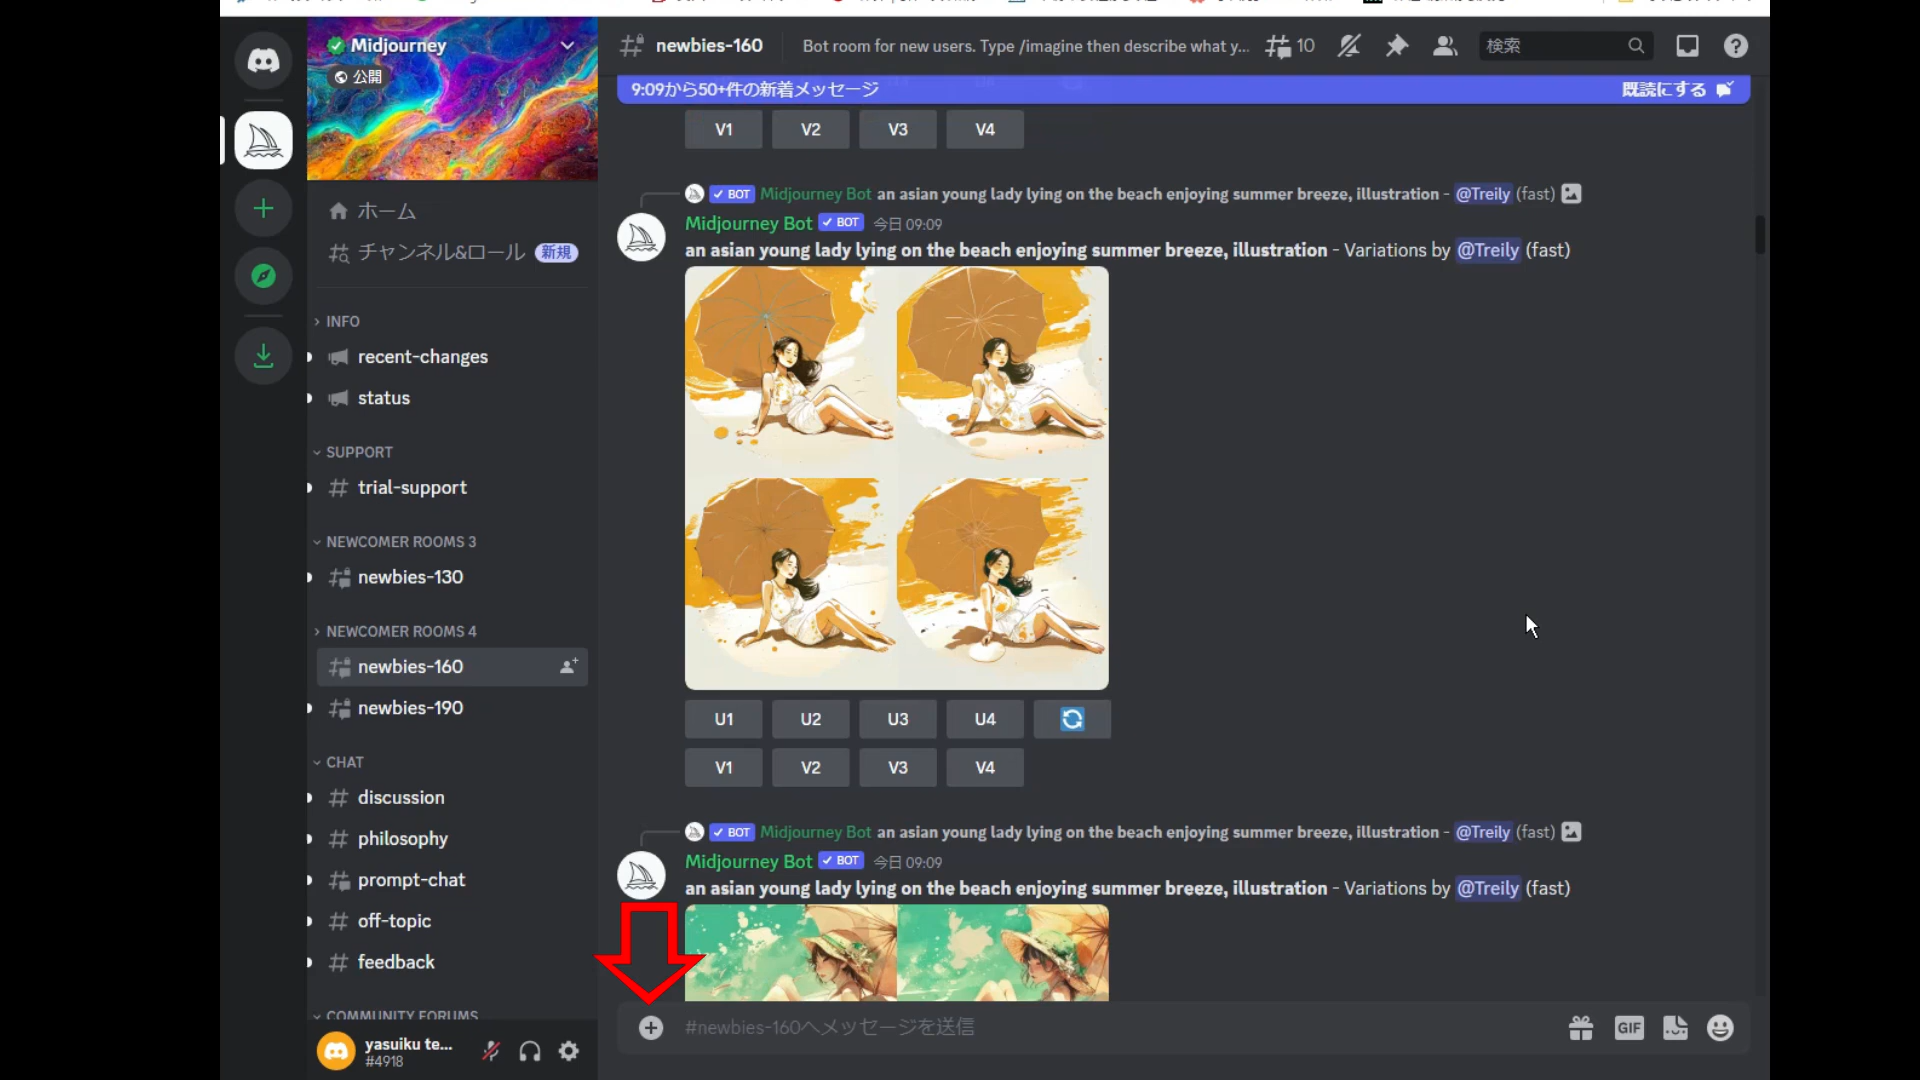 Midjourney
公開
ホーム
チャンネル&ロール 新規
INFO
recent-changes
status
SUPPORT
trial-support
NEWCOMER ROOMS 3
newbies-130
NEWCOMER ROOMS 4
newbies-160
newbies-190
CHAT
discussion
philosophy
prompt-chat
off-topic
feedback
COMMUNITY FORUMS
yasuiku te...
#4918
newbies-160 Bot room for new users. Type /imagine then describe what y... 10 検索
9:09から50+件の新着メッセージ 既読にする
V1 V2 V3 V4
BOT Midjourney Bot an asian young lady lying on the beach enjoying summer breeze, illustration - @Treily (fast)
Midjourney Bot BOT 今日 09:09
an asian young lady lying on the beach enjoying summer breeze, illustration - Variations by @Treily (fast)
U1 U2 U3 U4
V1 V2 V3 V4
BOT Midjourney Bot an asian young lady lying on the beach enjoying summer breeze, illustration - @Treily (fast)
Midjourney Bot BOT 今日 09:09
an asian young lady lying on the beach enjoying summer breeze, illustration - Variations by @Treily (fast)
#newbies-160へメッセージを送信
GIF